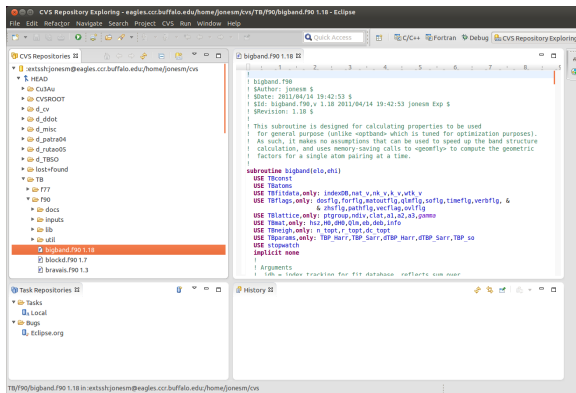 CVS Repository Exploring - eagles.ccr.buffalo.edu/home/jonesm/cvs/TB/f90/bigband.f90 1.18 - Eclipse
File Edit Refactor Navigate Search Project CVS Run Window Help
Quick Access
C/C++
Fortran
Debug
CVS Repository Exploring
CVS Repositories
:extssh:jonesm@eagles.ccr.buffalo.edu:/home/jonesm/cvs
HEAD
Cu3Au
CVSROOT
d_cv
d_ddot
d_misc
d_patra04
d_rutao05
d_TBSO
lost+found
TB
f77
f90
docs
inputs
lib
util
bigband.f90 1.18
blockd.f90 1.7
bravais.f90 1.3
bigband.f90 1.18
!
! bigband.f90
! $Author: jonesm $
! $Date: 2011/04/14 19:42:53 $
! $Id: bigband.f90,v 1.18 2011/04/14 19:42:53 jonesm Exp $
! $Revision: 1.18 $
!
! This subroutine is designed for calculating properties to be used
! for general purpose (unlike <optband> which is tuned for optimization purposes).
! As such, it makes no assumptions that can be used to speed up the band structure
! calculation, and uses memory-saving calls to <geomfly> to compute the geometric
! factors for a single atom pairing at a time.
!
subroutine bigband(elo,ehi)
USE TBconst
USE TBatoms
USE TBfitdata,only: indexDB,nat_v,nk_v,k_v,wtk_v
USE TBflags,only: dosflg,forflg,matoutflg,qlmflg,soflg,timeflg,verbflg, &
& zhsflg,pathflg,vecflag,ovlflg
USE TBlattice,only: ptgroup,ndiv,clat,a1,a2,a3,gamma
USE TBmat,only: hsz,H0,dH0,Qlm,eb,deb,info
USE TBneigh,only: n_topt,r_topt,dc_topt
USE TBparams,only: TBP_Harr,TBP_Sarr,dTBP_Harr,dTBP_Sarr,TBP_so
USE stopwatch
implicit none
!
! Arguments
! idb = index tracking for fit database, reflects sum over
Task Repositories
Tasks
Local
Bugs
Eclipse.org
History
TB/f90/bigband.f90 1.18 in :extssh:jonesm@eagles.ccr.buffalo.edu:/home/jonesm/cvs